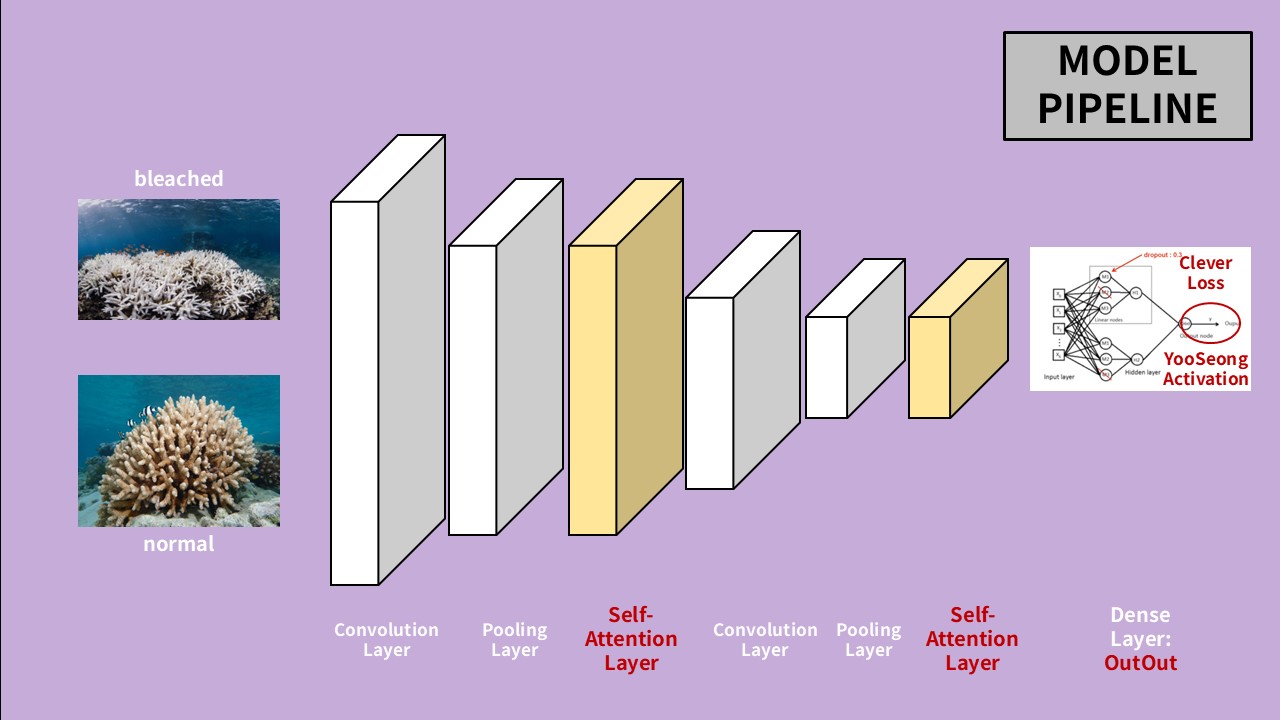 MODEL
PIPELINE
bleached
normal
dropout : 0.3
Clever
Loss
Linear nodes
Output node
YooSeong
Activation
Input layer
Hidden layer
Convolution
Layer
Pooling
Layer
Self-
Attention
Layer
Convolution
Layer
Pooling
Layer
Self-
Attention
Layer
Dense
Layer:
OutOut